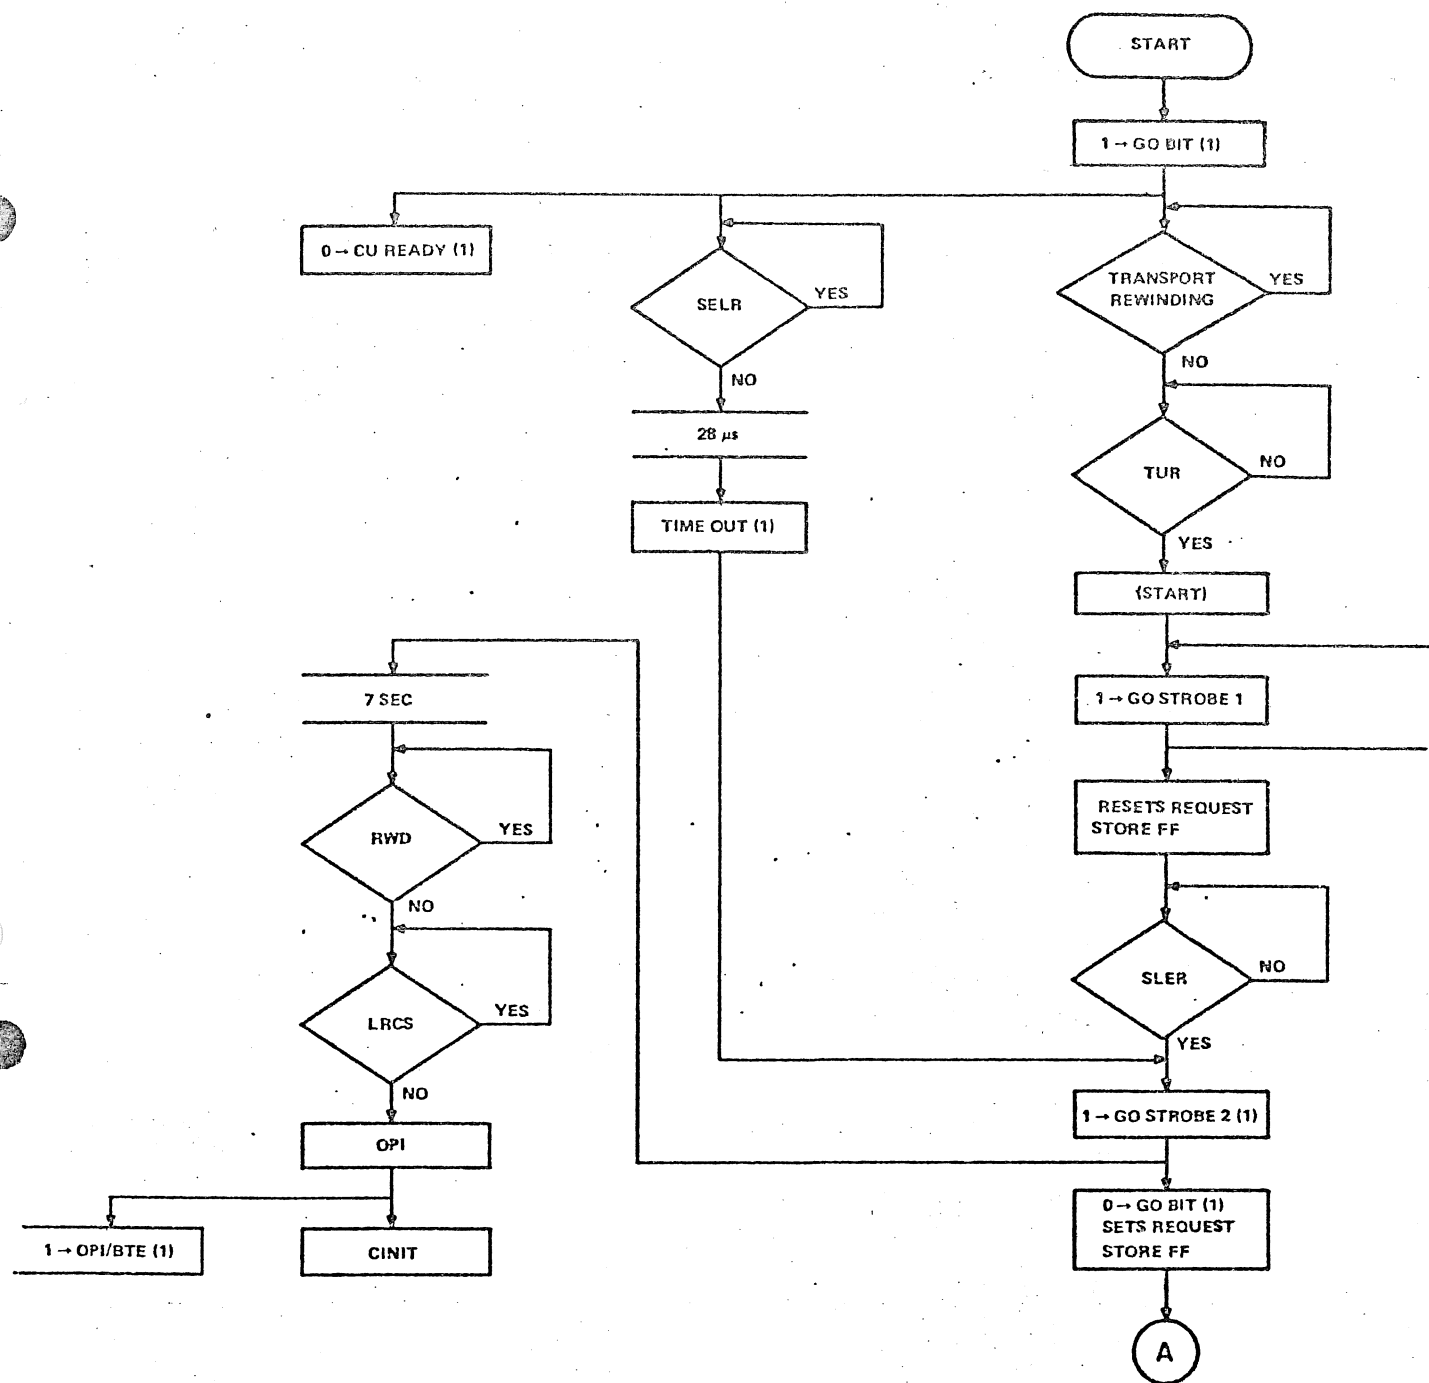 START
1 → GO BIT (1)
0 → CU READY (1)
SELR
YES
NO
28 μs
TIME OUT (1)
TRANSPORT
REWINDING
YES
NO
TUR
NO
YES
(START)
1 → GO STROBE 1
RESETS REQUEST
STORE FF
SLER
NO
YES
1 → GO STROBE 2 (1)
0 → GO BIT (1)
SETS REQUEST
STORE FF
A
7 SEC
RWD
YES
NO
LRCS
YES
NO
OPI
1 → OPI/BTE (1)
CINIT